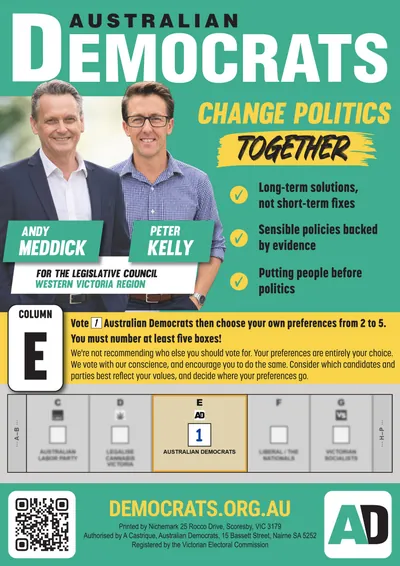 AUSTRALIAN
DEMOCRATS
CHANGE POLITICS
TOGETHER
Long-term solutions,
not short-term fixes
Sensible policies backed
by evidence
Putting people before
politics
ANDY
MEDDICK
PETER
KELLY
FOR THE LEGISLATIVE COUNCIL
WESTERN VICTORIA REGION
COLUMN
E
Vote 1 Australian Democrats then choose your own preferences from 2 to 5.
You must number at least five boxes!
We're not recommending who else you should vote for. Your preferences are entirely your choice.
We vote with our conscience, and encourage you to do the same. Consider which candidates and
parties best reflect your values, and decide where your preferences go.
A–B
C
AUSTRALIAN
LABOR PARTY
D
LEGALISE
CANNABIS
VICTORIA
E
AD
1
AUSTRALIAN DEMOCRATS
F
LIBERAL / THE
NATIONALS
G
VS
VICTORIAN
SOCIALISTS
H–P
DEMOCRATS.ORG.AU
Printed by Nichemark 25 Rocco Drive, Scoresby, VIC 3179
Authorised by A Castrique, Australian Democrats, 15 Bassett Street, Nairne SA 5252
Registered by the Victorian Electoral Commission
AD